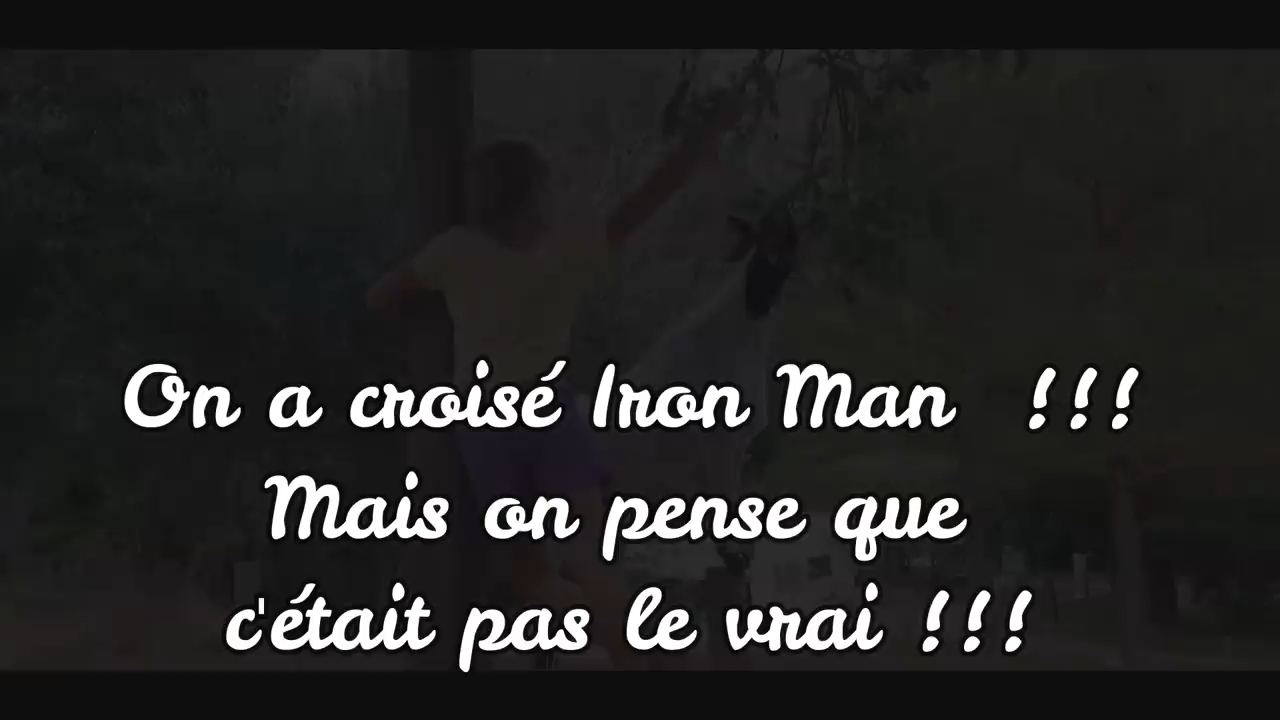 On a croisé Iron Man !!!
Mais on pense que
c'était pas le vrai !!!